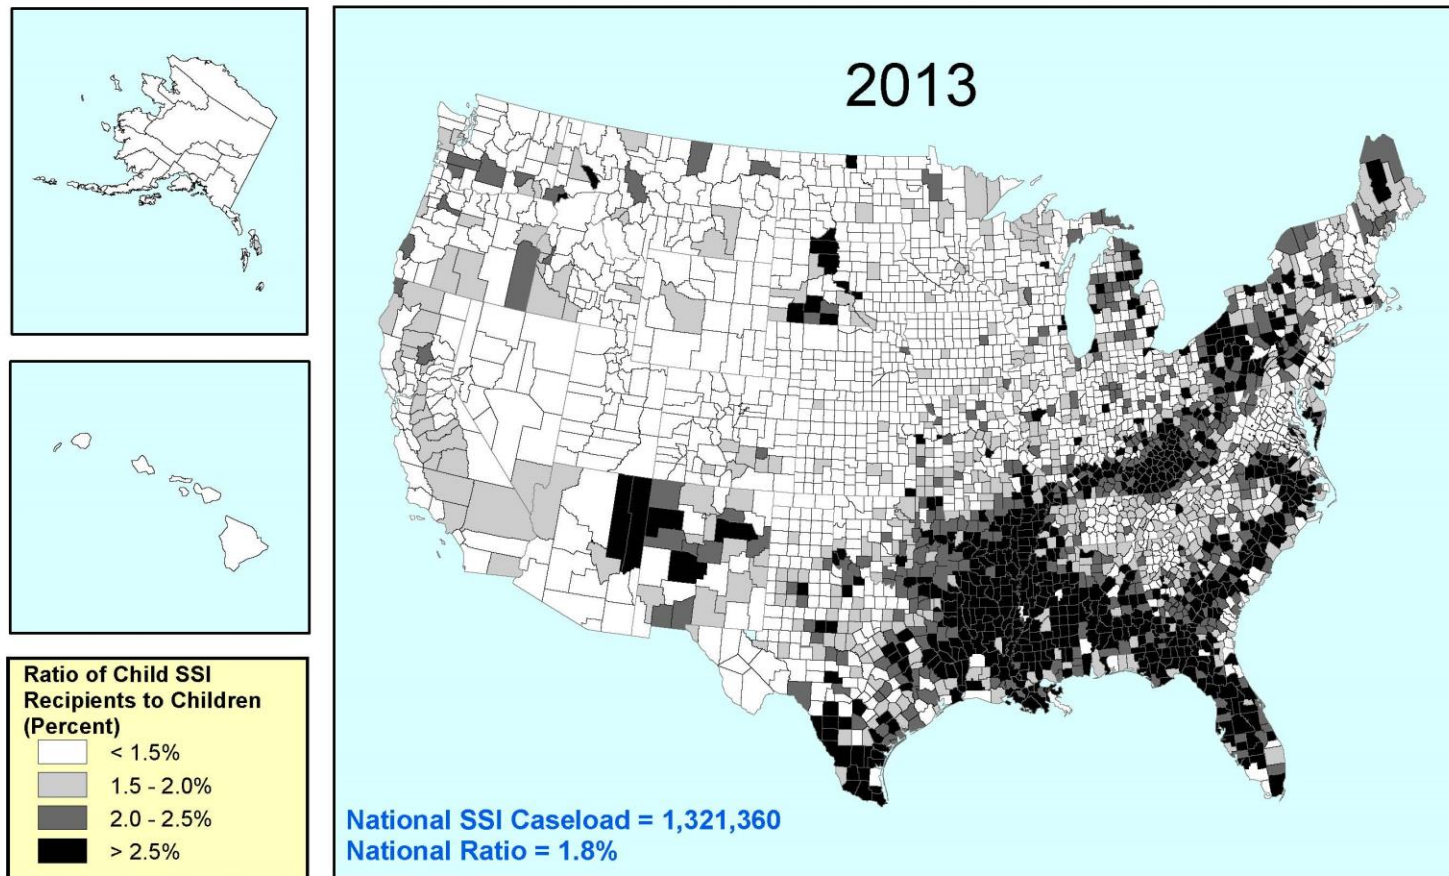 2013
Ratio of Child SSI
Recipients to Children
(Percent)
< 1.5%
1.5 - 2.0%
2.0 - 2.5%
> 2.5%
National SSI Caseload = 1,321,360
National Ratio = 1.8%